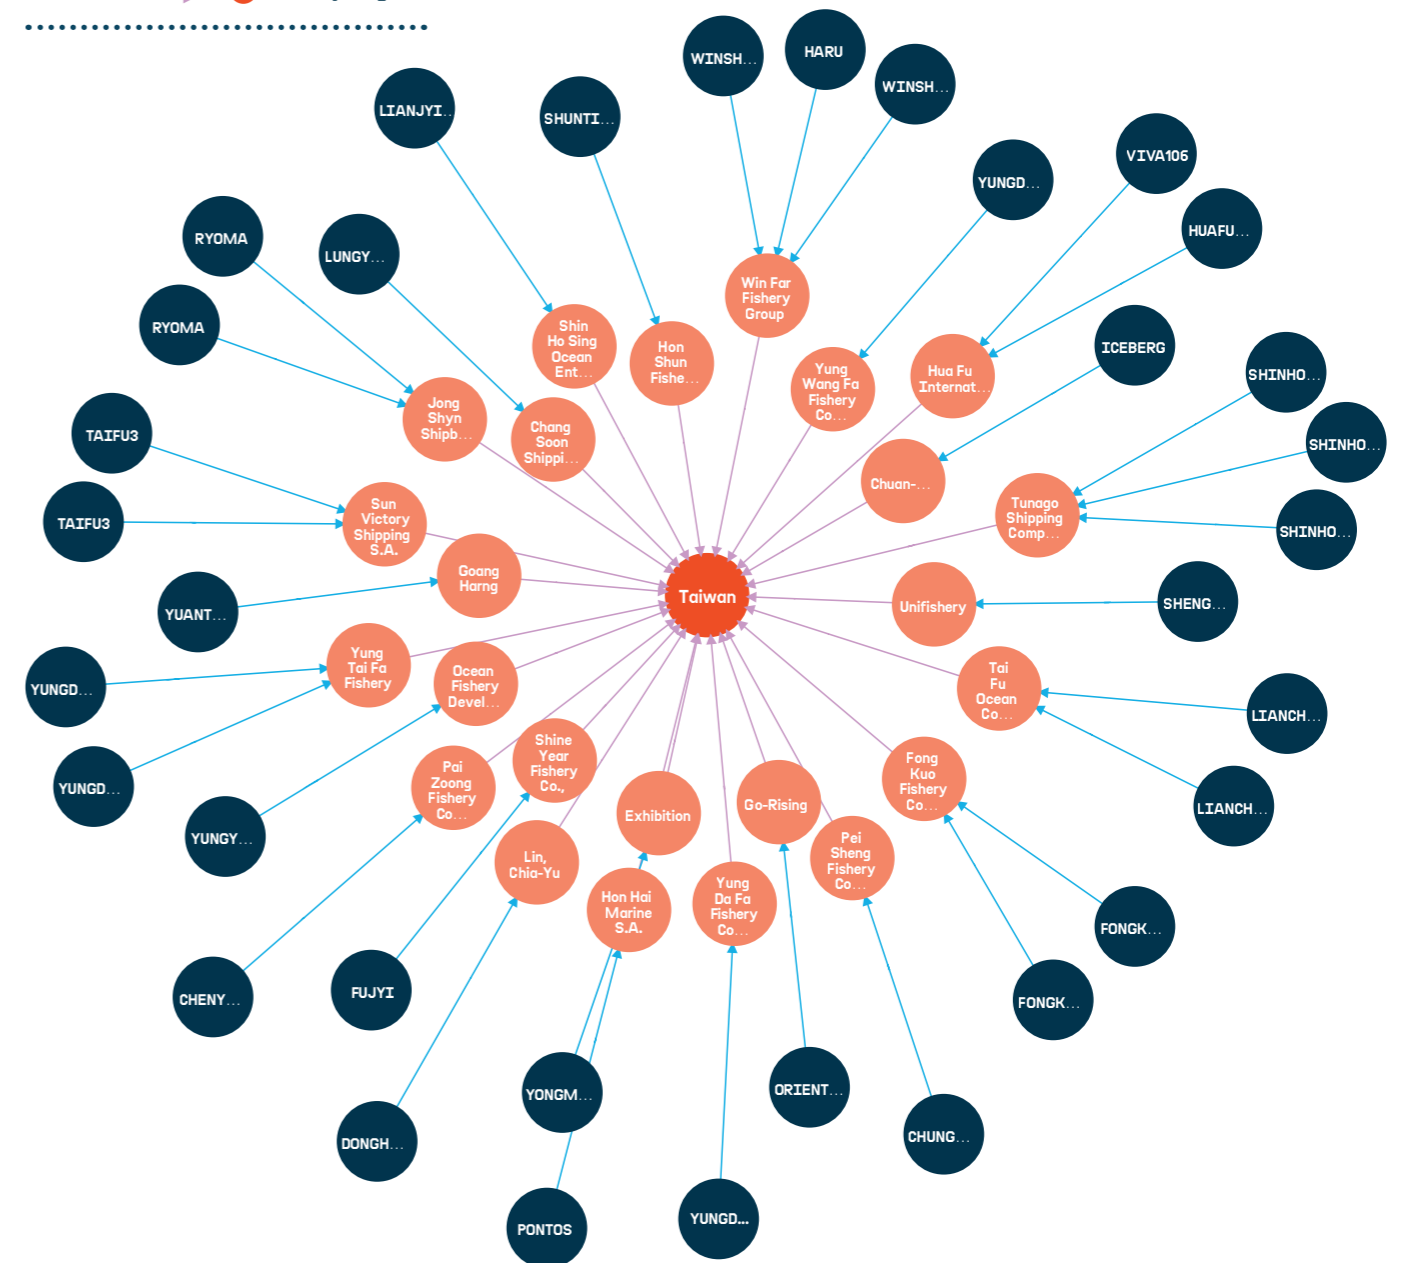 WINSH...
HARU
WINSH...
LIANJYI...
SHUNTI...
VIVA106
YUNGD...
HUAFU...
RYOMA
LUNGY...
RYOMA
ICEBERG
SHINHO...
SHINHO...
SHINHO...
Win Far
Fishery
Group
Shin
Ho Sing
Ocean
Ent...
Hon
Shun
Fishe...
Yung
Wang Fa
Fishery
Co...
Hua Fu
Internat...
Jong
Shyn
Shipb...
Chang
Soon
Shippi...
TAIFU3
TAIFU3
Chuan-...
Tunago
Shipping
Comp...
Sun
Victory
Shipping
S.A.
Goang
Harng
Taiwan
Unifishery
SHENG...
YUANT...
Yung
Tai Fa
Fishery
Ocean
Fishery
Devel...
Tai
Fu
Ocean
Co...
YUNGD...
LIANCH...
YUNGD...
LIANCH...
YUNGY...
Pai
Zoong
Fishery
Co...
Shine
Year
Fishery
Co.,
Exhibition
Go-Rising
Fong
Kuo
Fishery
Co...
Lin,
Chia-Yu
Hon Hai
Marine
S.A.
Yung
Da Fa
Fishery
Co...
Pei
Sheng
Fishery
Co...
FONGK...
FONGK...
CHENY...
FUJYI
YONGM...
ORIENT...
DONGH...
CHUNG...
PONTOS
YUNGD...